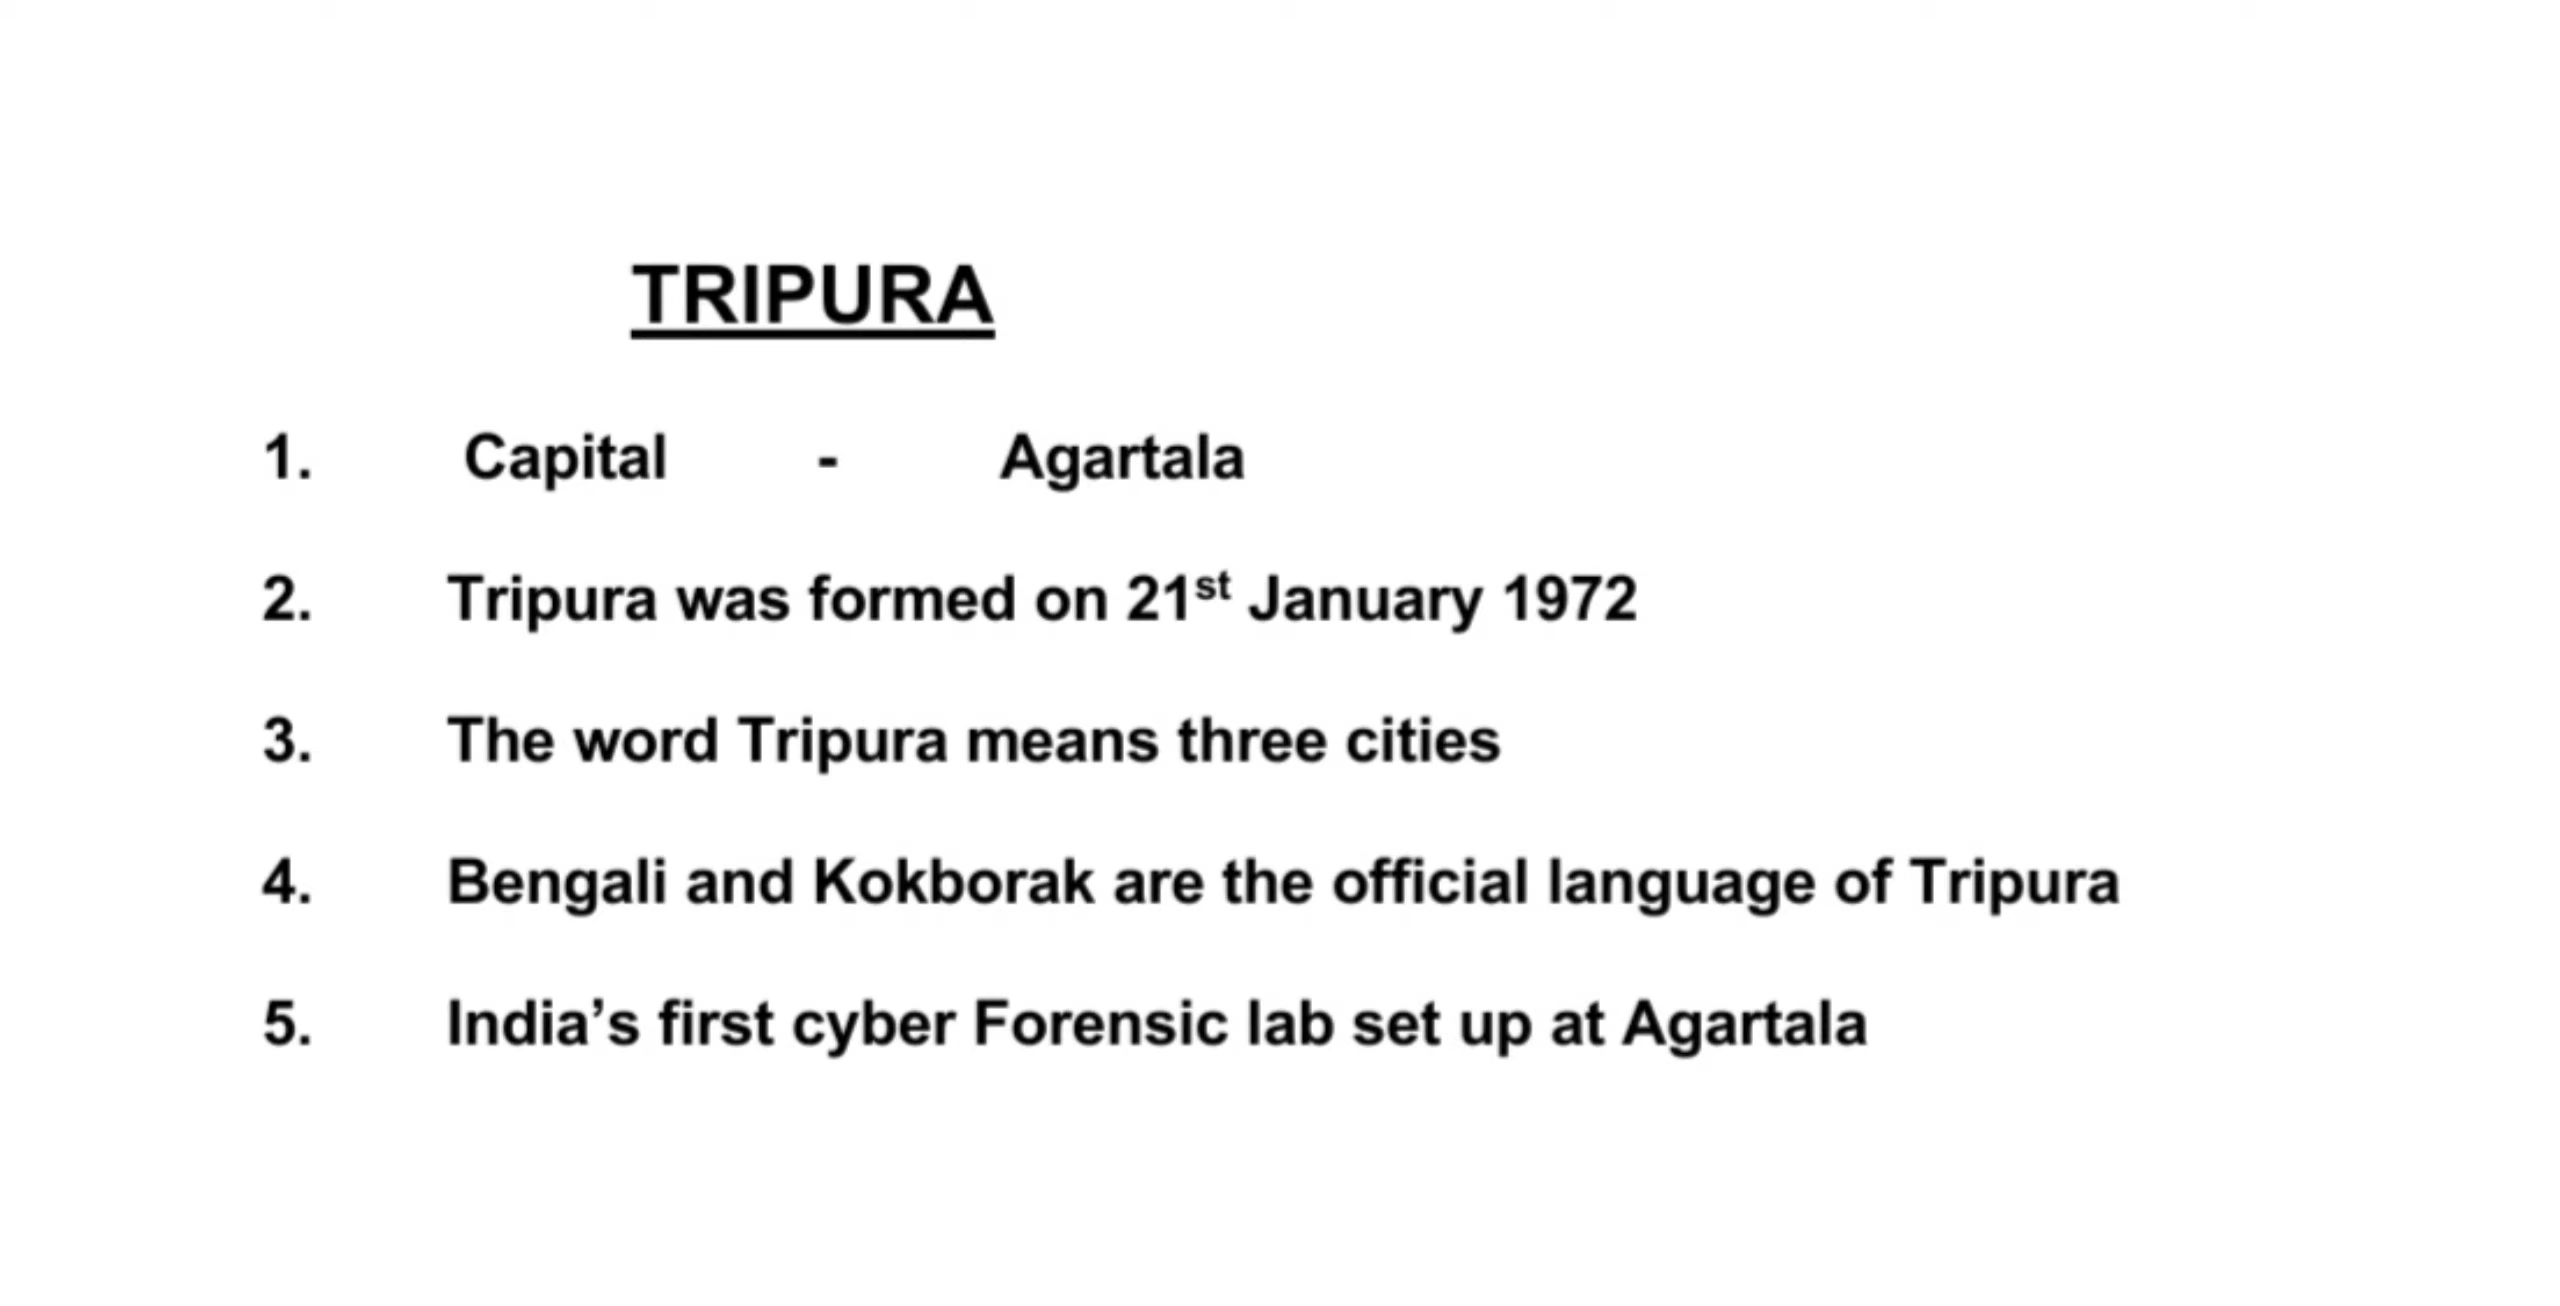 TRIPURA
1. Capital - Agartala
2. Tripura was formed on 21st January 1972
3. The word Tripura means three cities
4. Bengali and Kokborak are the official language of Tripura
5. India’s first cyber Forensic lab set up at Agartala